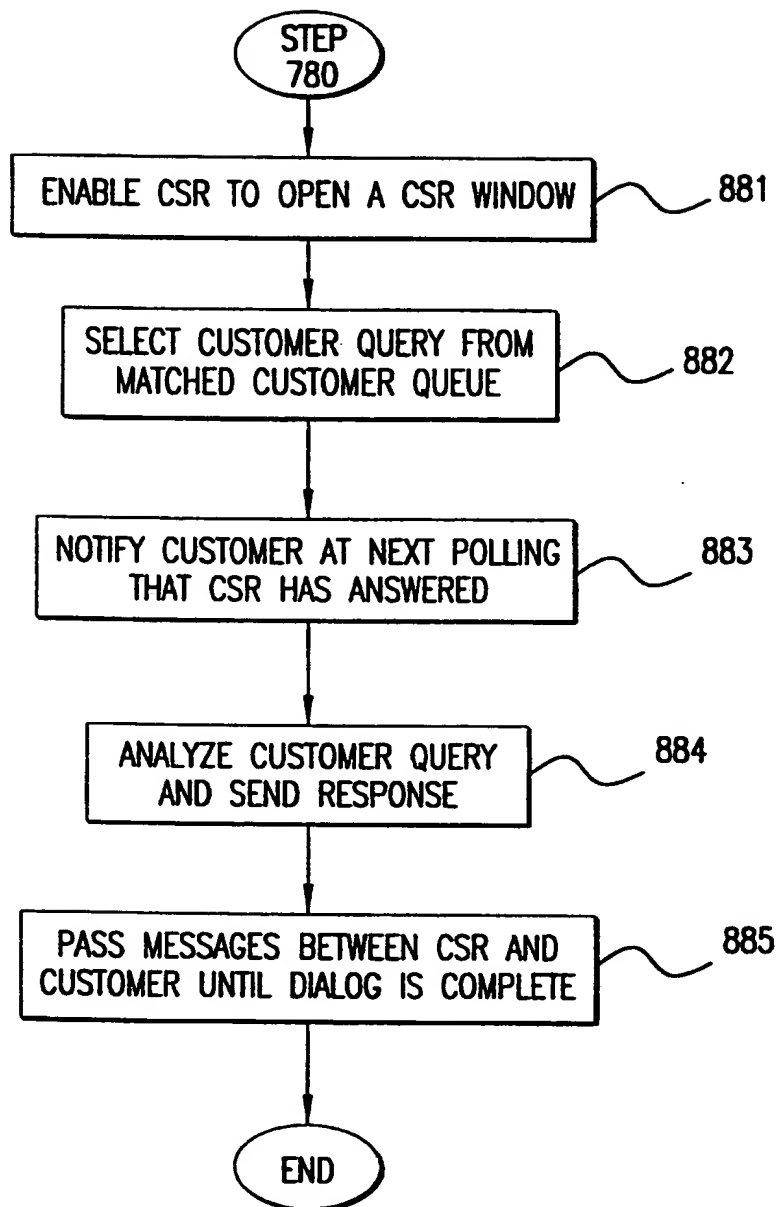 STEP
780
ENABLE CSR TO OPEN A CSR WINDOW
881
SELECT CUSTOMER QUERY FROM
MATCHED CUSTOMER QUEUE
882
NOTIFY CUSTOMER AT NEXT POLLING
THAT CSR HAS ANSWERED
883
ANALYZE CUSTOMER QUERY
AND SEND RESPONSE
884
PASS MESSAGES BETWEEN CSR AND
CUSTOMER UNTIL DIALOG IS COMPLETE
885
END